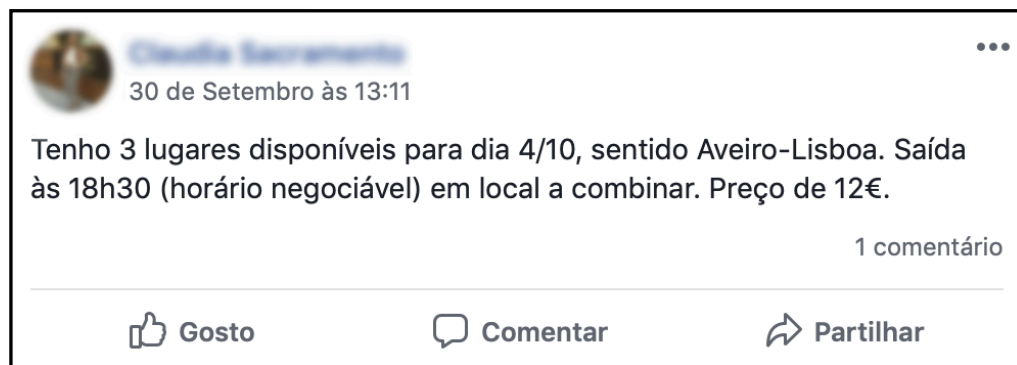 30 de Setembro às 13:11
Tenho 3 lugares disponíveis para dia 4/10, sentido Aveiro-Lisboa. Saída
às 18h30 (horário negociável) em local a combinar. Preço de 12€.
1 comentário
Gosto Comentar Partilhar